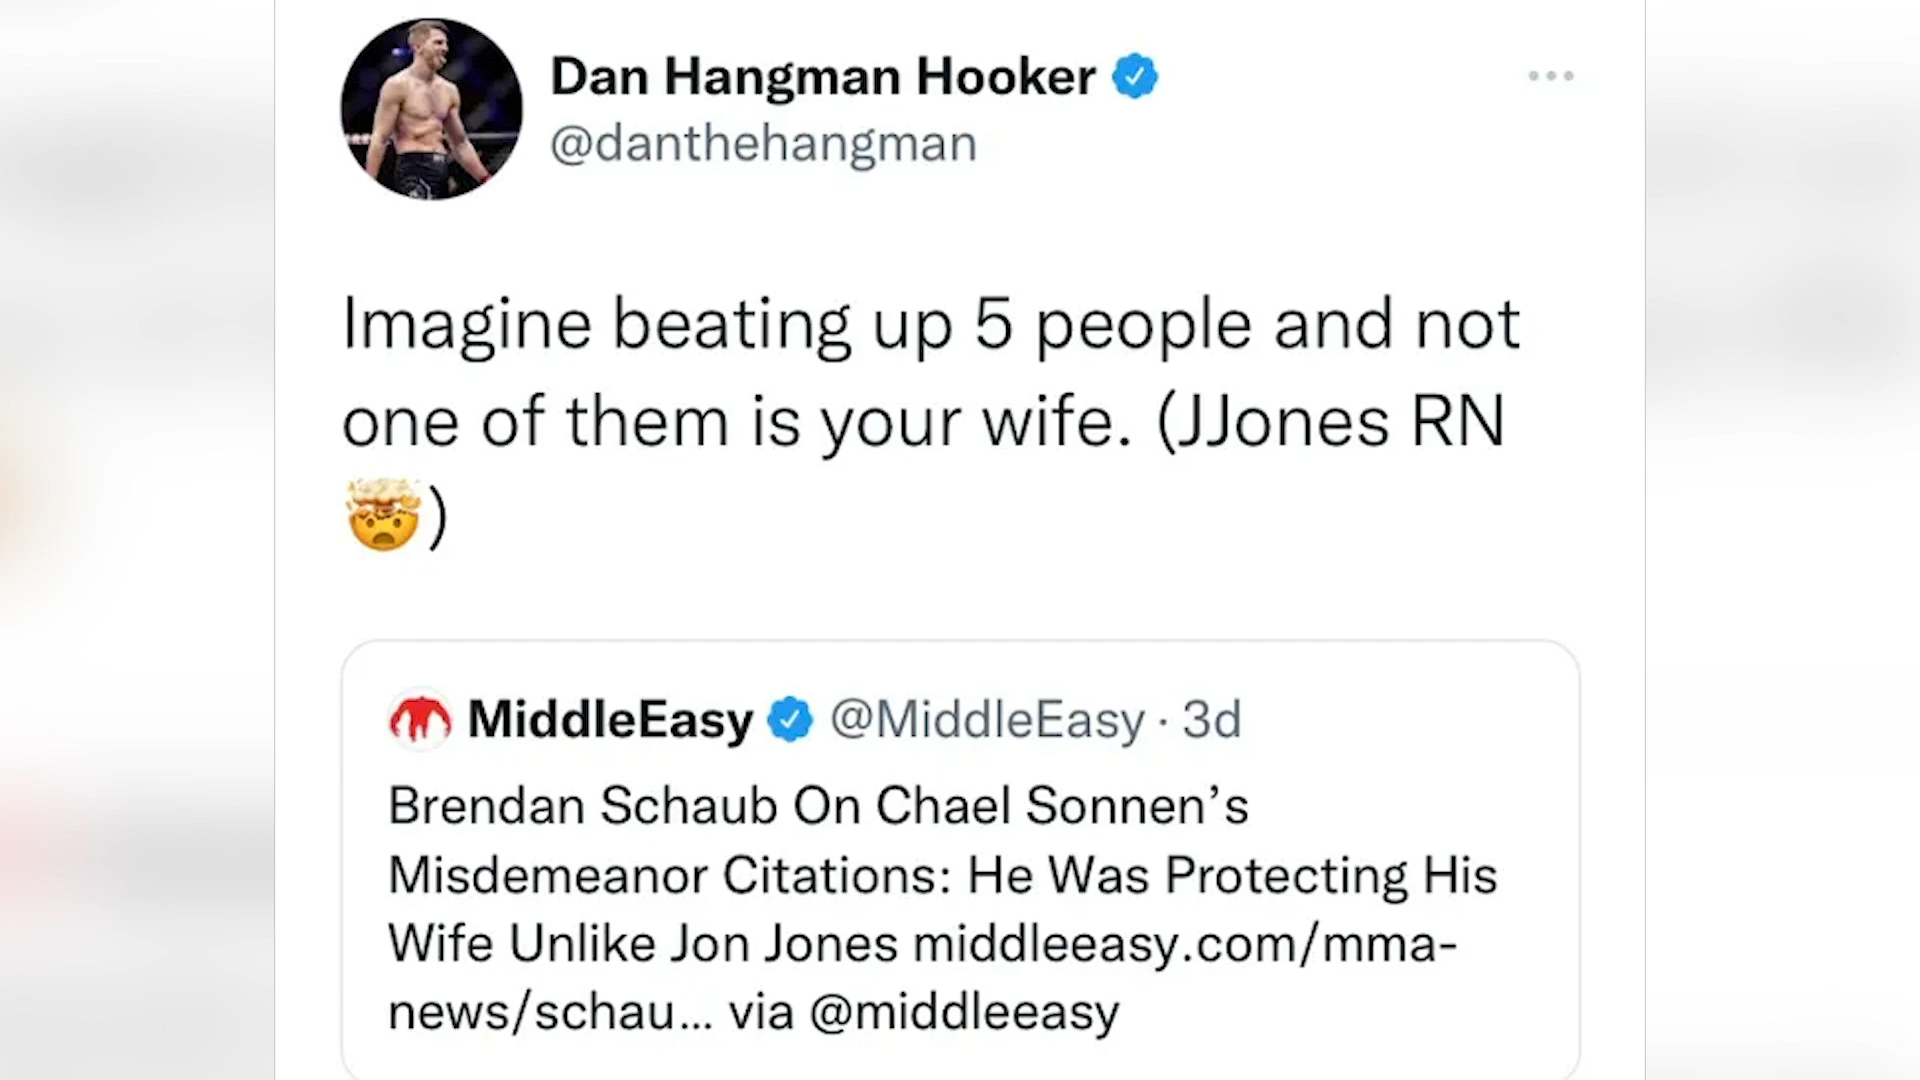 Dan Hangman Hooker
@danthehangman
Imagine beating up 5 people and not
one of them is your wife. (JJones RN
🤯)
MiddleEasy @MiddleEasy · 3d
Brendan Schaub On Chael Sonnen’s
Misdemeanor Citations: He Was Protecting His
Wife Unlike Jon Jones middleeasy.com/mma-
news/schau... via @middleeasy